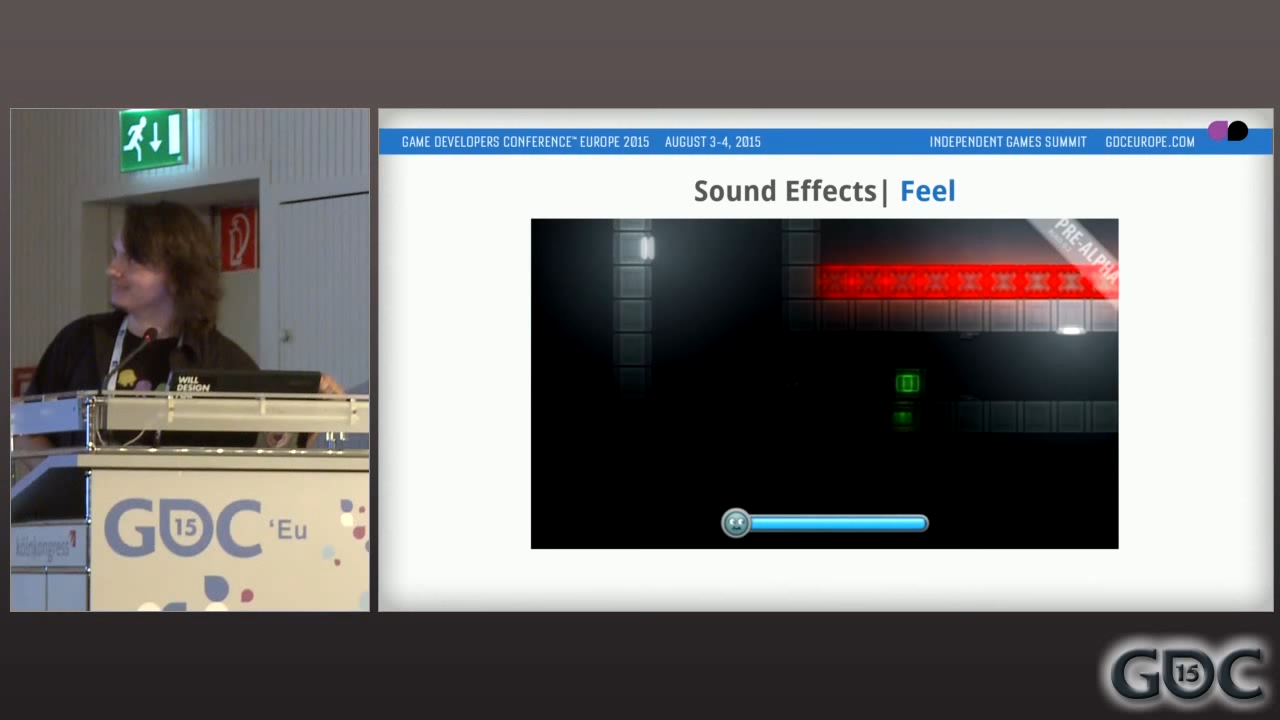 GAME DEVELOPERS CONFERENCE™ EUROPE 2015 AUGUST 3-4, 2015 INDEPENDENT GAMES SUMMIT GDCEUROPE.COM
Sound Effects| Feel
PRE-ALPHA
WILL
DESIGN
GDC 15 'Eu
kölnkongress
GDC 15